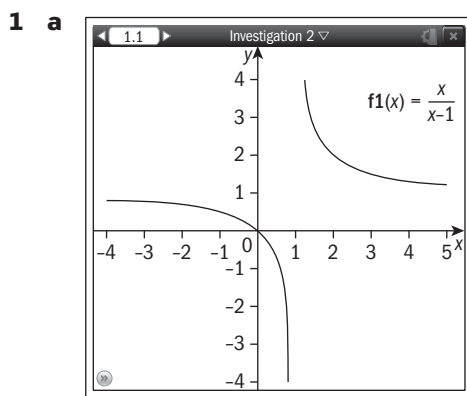 1 a
1.1 Investigation 2
y
4
f1(x) = x/(x–1)
3
2
1
–4 –3 –2 –1 0 1 2 3 4 5 x
–1
–2
–3
–4